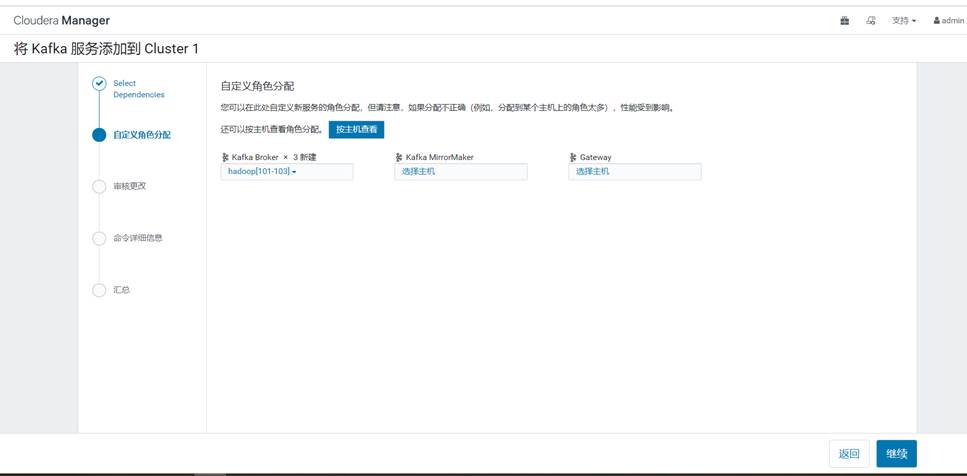 Cloudera Manager
支持
admin
将 Kafka 服务添加到 Cluster 1
Select
Dependencies
自定义角色分配
审核更改
命令详细信息
汇总
自定义角色分配
您可以在此处自定义新服务的角色分配，但请注意，如果分配不正确（例如，分配到某个主机上的角色太多），性能受到影响。
还可以按主机查看角色分配。 按主机查看
Kafka Broker × 3 新建
hadoop[101-103]
Kafka MirrorMaker
选择主机
Gateway
选择主机
返回
继续